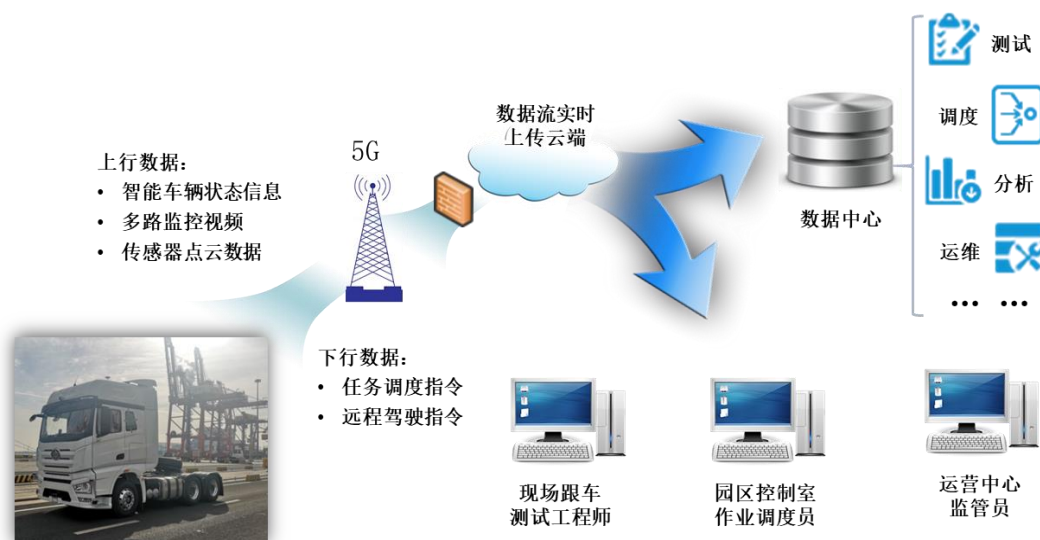 测试
数据流实时
上传云端
调度
5G
上行数据：
• 智能车辆状态信息
• 多路监控视频
• 传感器点云数据
分析
数据中心
运维
… …
下行数据：
• 任务调度指令
• 远程驾驶指令
现场跟车
测试工程师
园区控制室
作业调度员
运营中心
监管员